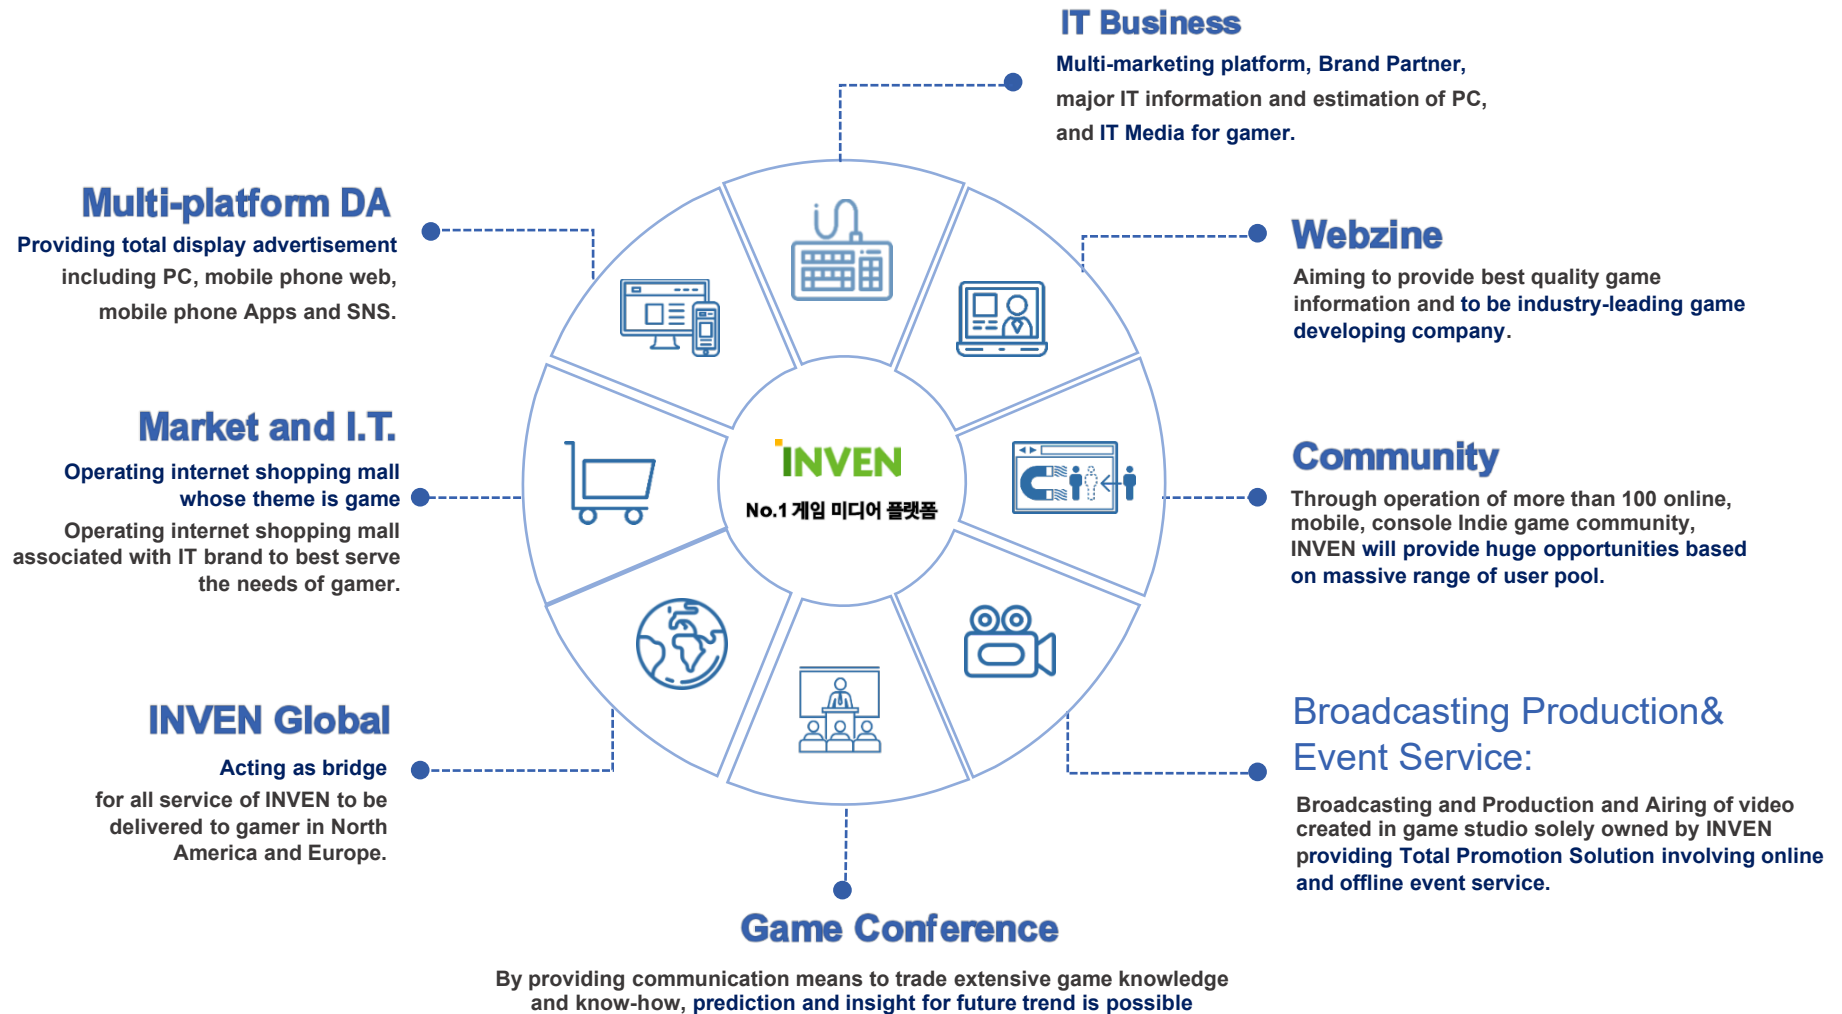 IT Business
Multi-marketing platform, Brand Partner,
major IT information and estimation of PC,
and IT Media for gamer.
Multi-platform DA
Providing total display advertisement
including PC, mobile phone web,
mobile phone Apps and SNS.
Webzine
Aiming to provide best quality game
information and to be industry-leading game
developing company.
Market and I.T.
Operating internet shopping mall
whose theme is game
Operating internet shopping mall
associated with IT brand to best serve
the needs of gamer.
INVEN
No.1 게임 미디어 플랫폼
Community
Through operation of more than 100 online,
mobile, console Indie game community,
INVEN will provide huge opportunities based
on massive range of user pool.
INVEN Global
Acting as bridge
for all service of INVEN to be
delivered to gamer in North
America and Europe.
Broadcasting Production&
Event Service:
Broadcasting and Production and Airing of video
created in game studio solely owned by INVEN
providing Total Promotion Solution involving online
and offline event service.
Game Conference
By providing communication means to trade extensive game knowledge
and know-how, prediction and insight for future trend is possible